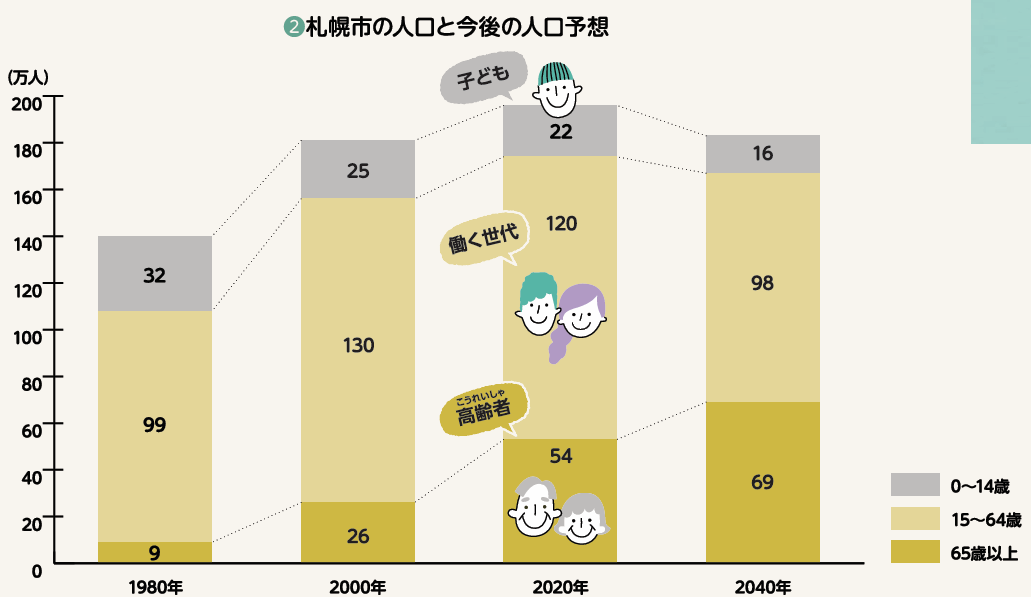 ❷札幌市の人口と今後の人口予想
(万人)
200
180
160
140
120
100
80
60
40
20
0
子ども
働く世代
こうれいしゃ
高齢者
32
99
9
25
130
26
22
120
54
16
98
69
1980年
2000年
2020年
2040年
0〜14歳
15〜64歳
65歳以上